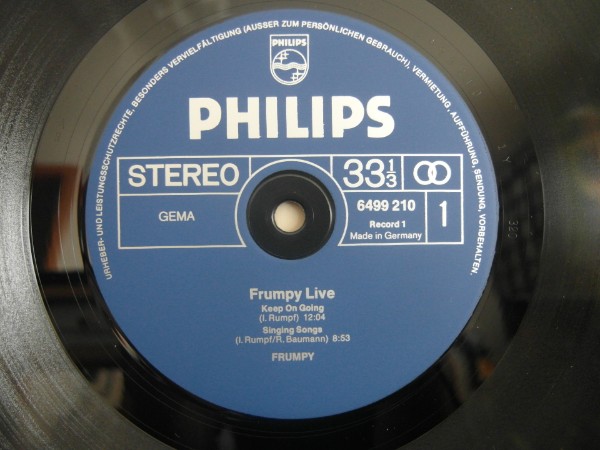 URHEBER- UND LEISTUNGSSCHUTZRECHTE, BESONDERS VERVIELFÄLTIGUNG (AUSSER ZUM PERSÖNLICHEN GEBRAUCH), VERMIETUNG, AUFFÜHRUNG, SENDUNG, VORBEHALTEN.
PHILIPS
PHILIPS
STEREO
33 1/3
GEMA
6499 210
Record 1
Made in Germany
1
Frumpy Live
Keep On Going
(I. Rumpf) 12:04
Singing Songs
(I. Rumpf/R. Baumann) 8:53
FRUMPY